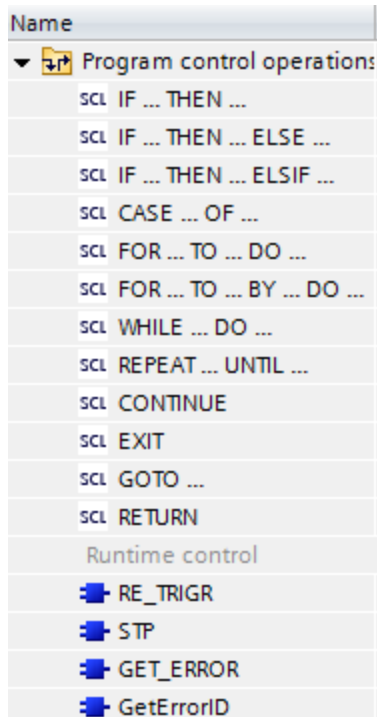 Name
Program control operations
SCL IF ... THEN ...
SCL IF ... THEN ... ELSE ...
SCL IF ... THEN ... ELSIF ...
SCL CASE ... OF ...
SCL FOR ... TO ... DO ...
SCL FOR ... TO ... BY ... DO ...
SCL WHILE ... DO ...
SCL REPEAT ... UNTIL ...
SCL CONTINUE
SCL EXIT
SCL GOTO ...
SCL RETURN
Runtime control
RE_TRIGR
STP
GET_ERROR
GetErrorID